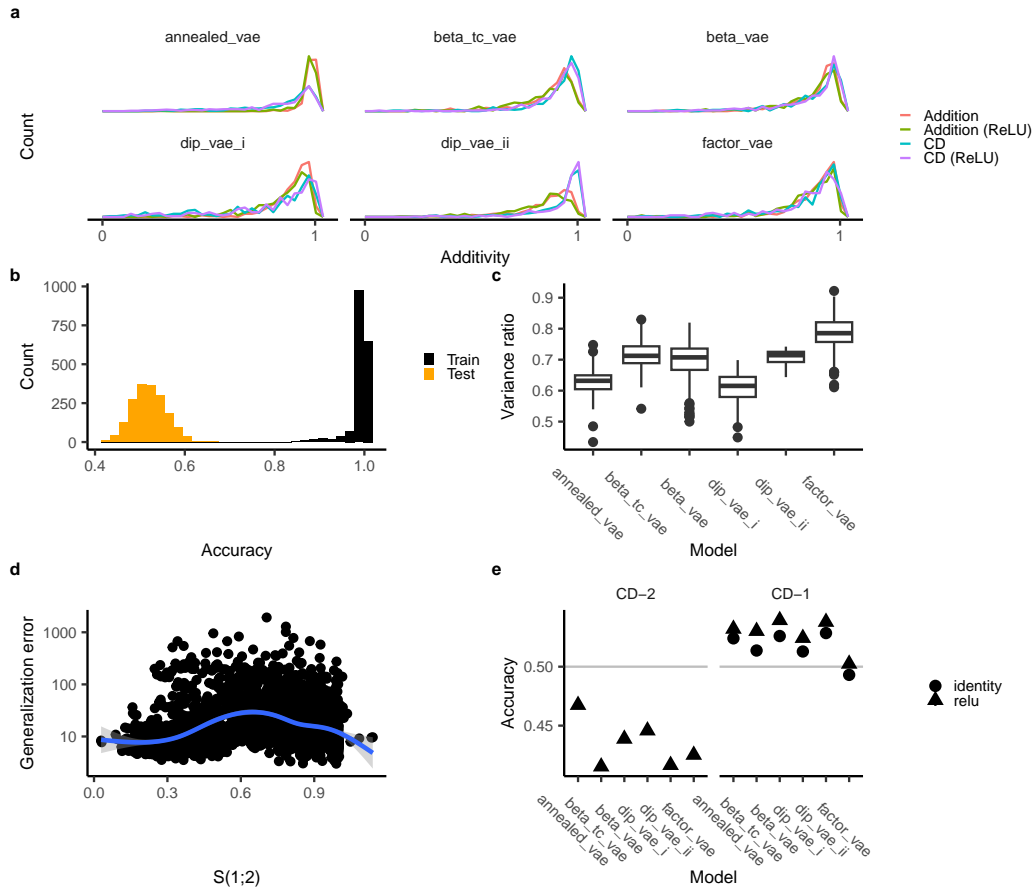 a
annealed_vae
beta_tc_vae
beta_vae
Count
dip_vae_i
dip_vae_ii
factor_vae
Addition
Addition (ReLU)
CD
CD (ReLU)
0
1
0
1
0
1
Additivity
b
1000
750
500
250
0
Count
0.4
0.6
0.8
1.0
Accuracy
Train
Test
c
0.9
0.8
0.7
0.6
0.5
Variance ratio
annealed_vae
beta_tc_vae
beta_vae
dip_vae_i
dip_vae_ii
factor_vae
Model
d
1000
100
10
Generalization error
0.0
0.3
0.6
0.9
S(1;2)
e
CD−2
CD−1
0.50
0.45
Accuracy
annealed_vae
beta_tc_vae
beta_vae
dip_vae_i
dip_vae_ii
factor_vae
annealed_vae
beta_tc_vae
beta_vae
dip_vae_i
dip_vae_ii
factor_vae
Model
identity
relu